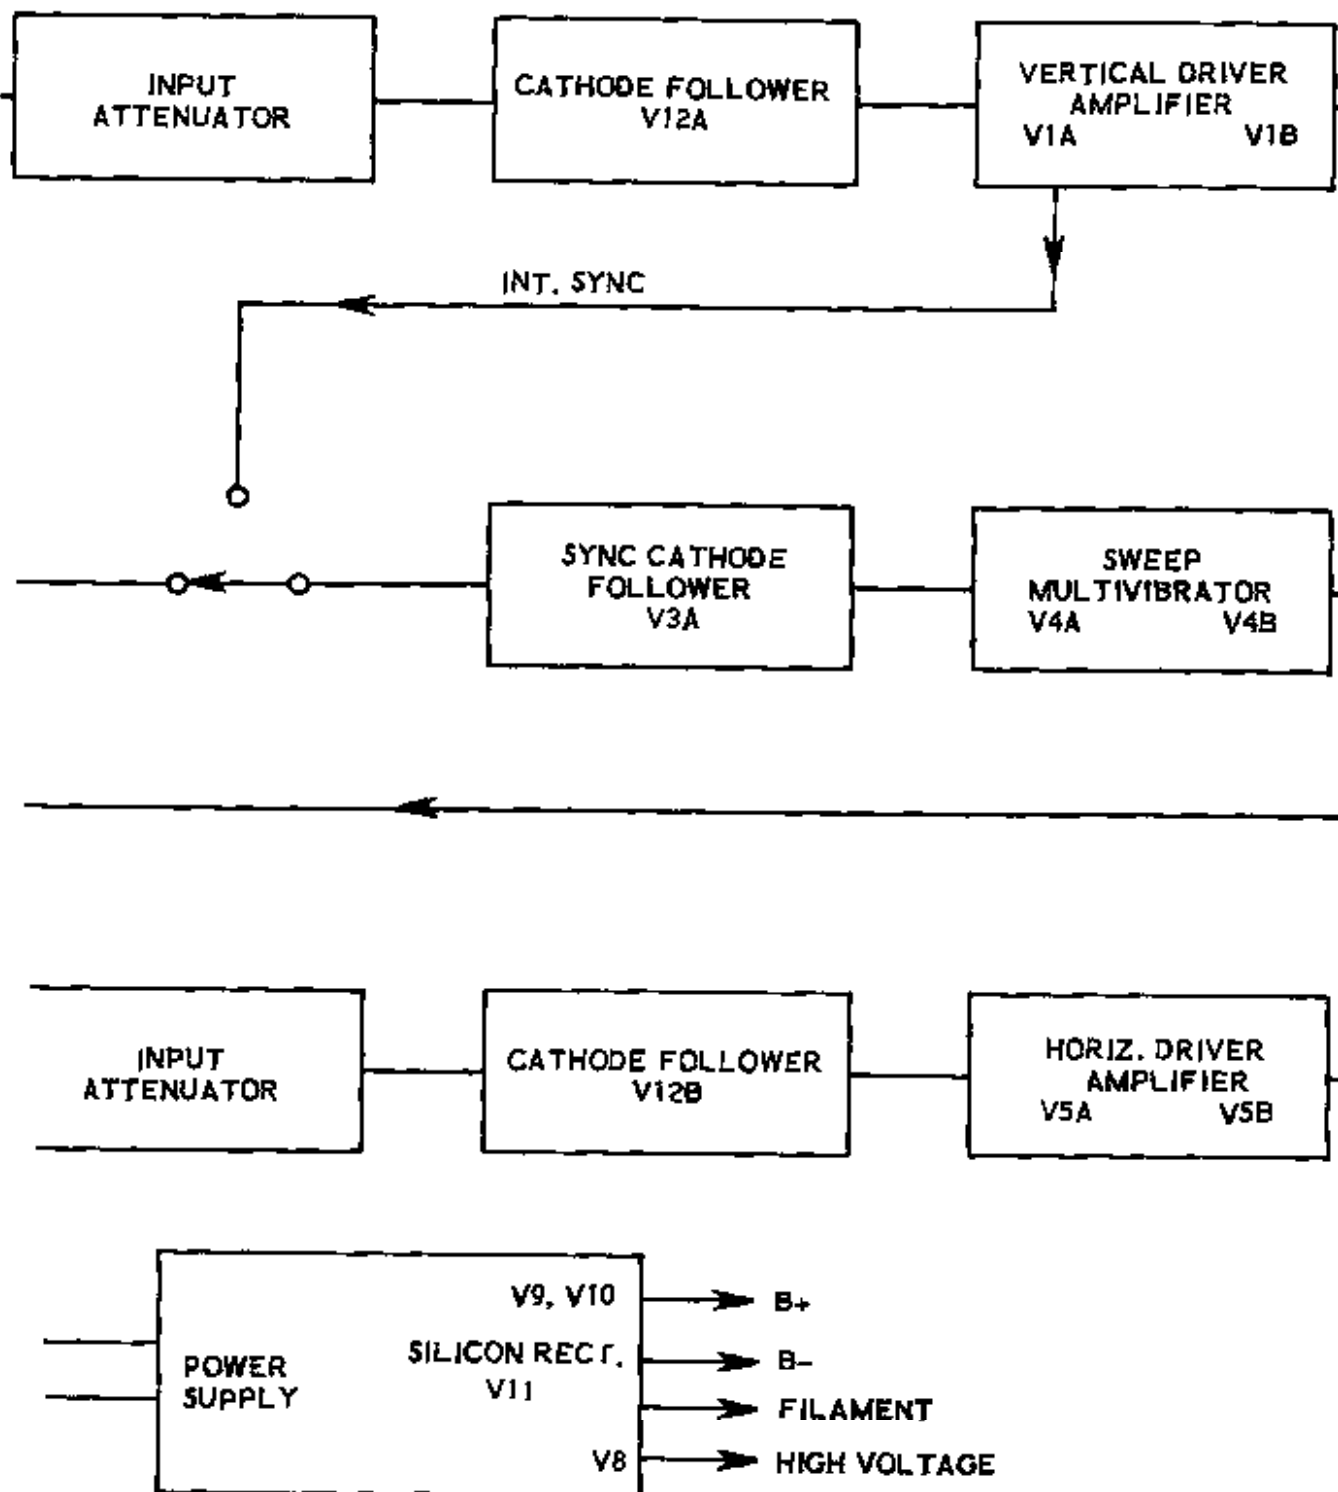 INPUT
ATTENUATOR
CATHODE FOLLOWER
V12A
VERTICAL DRIVER
AMPLIFIER
V1A V1B
INT. SYNC
SYNC CATHODE
FOLLOWER
V3A
SWEEP
MULTIVIBRATOR
V4A V4B
INPUT
ATTENUATOR
CATHODE FOLLOWER
V12B
HORIZ. DRIVER
AMPLIFIER
V5A V5B
POWER
SUPPLY
V9, V10
SILICON RECT.
V11
V8
B+
B-
FILAMENT
HIGH VOLTAGE